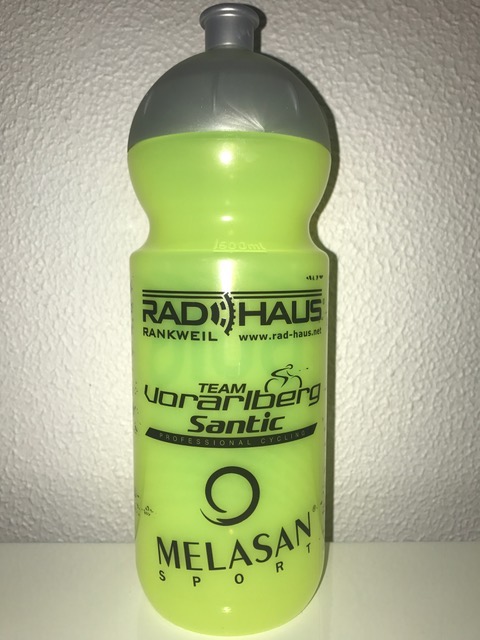 500ml
RAD HAUS
RANKWEIL www.rad-haus.net
TEAM
Vorarlberg
Santic
PROFESSIONAL CYCLING
MELASAN®
SPORT